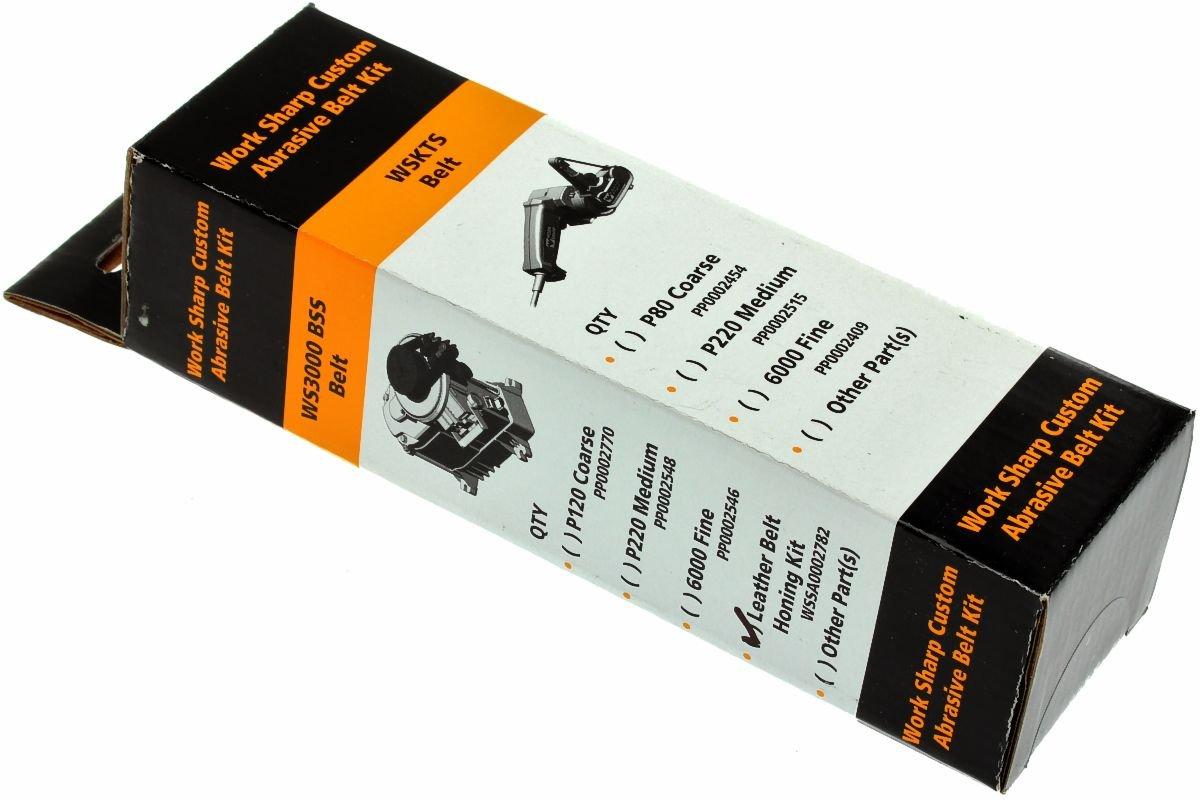 Work Sharp Custom
Abrasive Belt Kit
WSKTS
Belt
QTY
( ) P80 Coarse
PP0002454
( ) P220 Medium
PP0002515
( ) 6000 Fine
PP0002409
( ) Other Part(s)
Work Sharp Custom
Abrasive Belt Kit
Work Sharp Custom
Abrasive Belt Kit
WS3000 BSS
Belt
QTY
( ) P120 Coarse
PP0002770
( ) P220 Medium
PP0002548
( ) 6000 Fine
PP0002546
Leather Belt
Honing Kit
WSSA0002782
( ) Other Part(s)
Work Sharp Custom
Abrasive Belt Kit